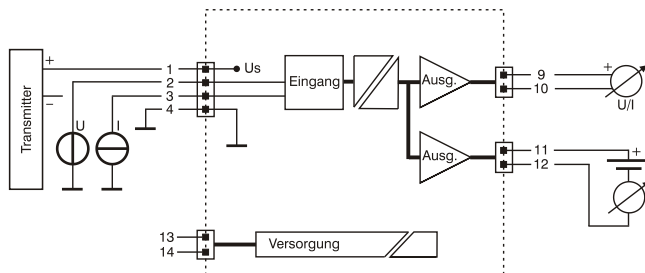 Transmitter
+
–
U
I
1
2
3
4
Us
Eingang
Ausg.
Ausg.
9
10
+
U/I
11
12
+
13
14
Versorgung